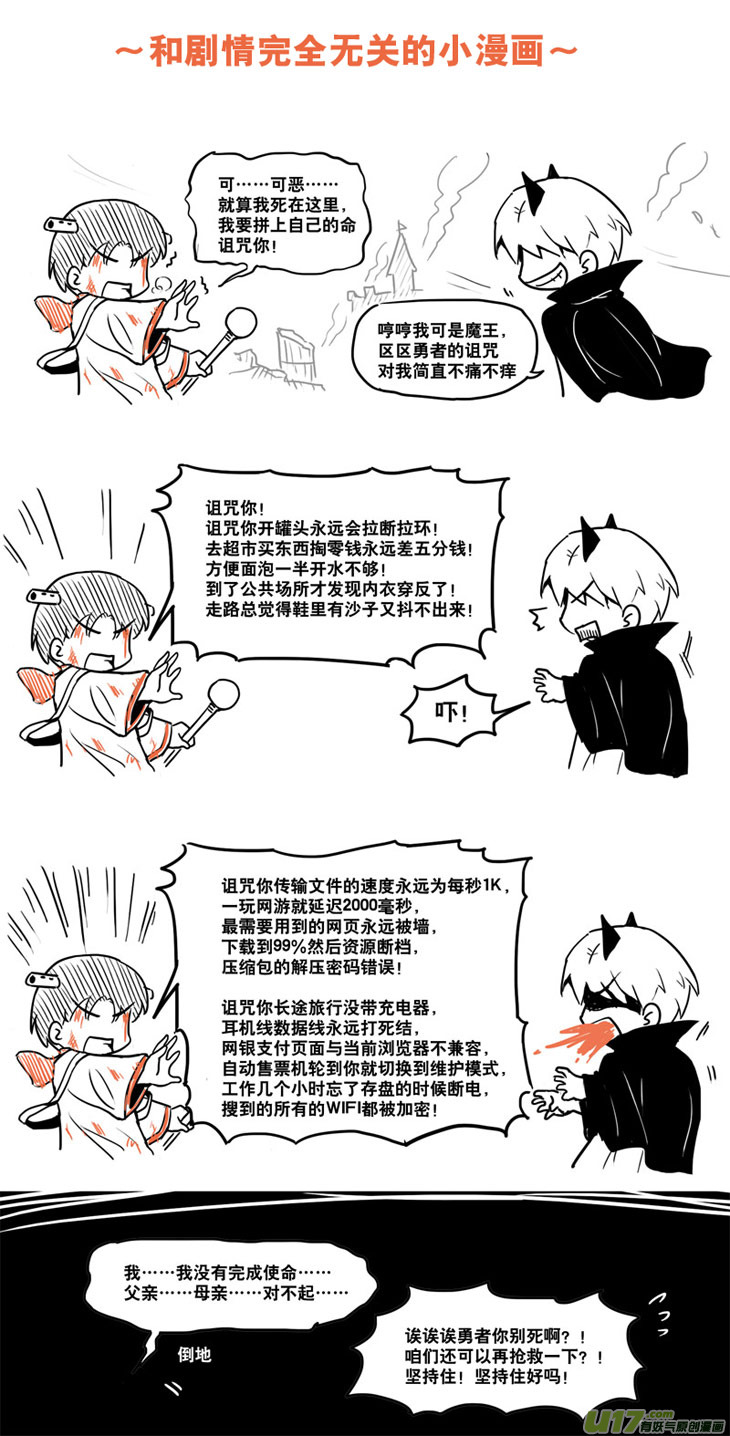 ～和剧情完全无关的小漫画～
可……可恶……
就算我死在这里，
我要拼上自己的命
诅咒你！
哼哼我可是魔王，
区区勇者的诅咒
对我简直不痛不痒
诅咒你！
诅咒你开罐头永远会拉断拉环！
去超市买东西掏零钱永远差五分钱！
方便面泡一半开水不够！
到了公共场所才发现内衣穿反了！
走路总觉得鞋里有沙子又抖不出来！
吓！
诅咒你传输文件的速度永远为每秒1K，
一玩网游就延迟2000毫秒，
最需要用到的网页永远被墙，
下载到99%然后资源断档，
压缩包的解压密码错误！
诅咒你长途旅行没带充电器，
耳机线数据线永远打死结，
网银支付页面与当前浏览器不兼容，
自动售票机轮到你就切换到维护模式，
工作几个小时忘了存盘的时候断电，
搜到的所有的WIFI都被加密！
我……我没有完成使命……
父亲……母亲……对不起……
倒地
诶诶诶勇者你别死啊？！
咱们还可以再抢救一下？！
坚持住！坚持住好吗！
U17.com
有妖气原创漫画